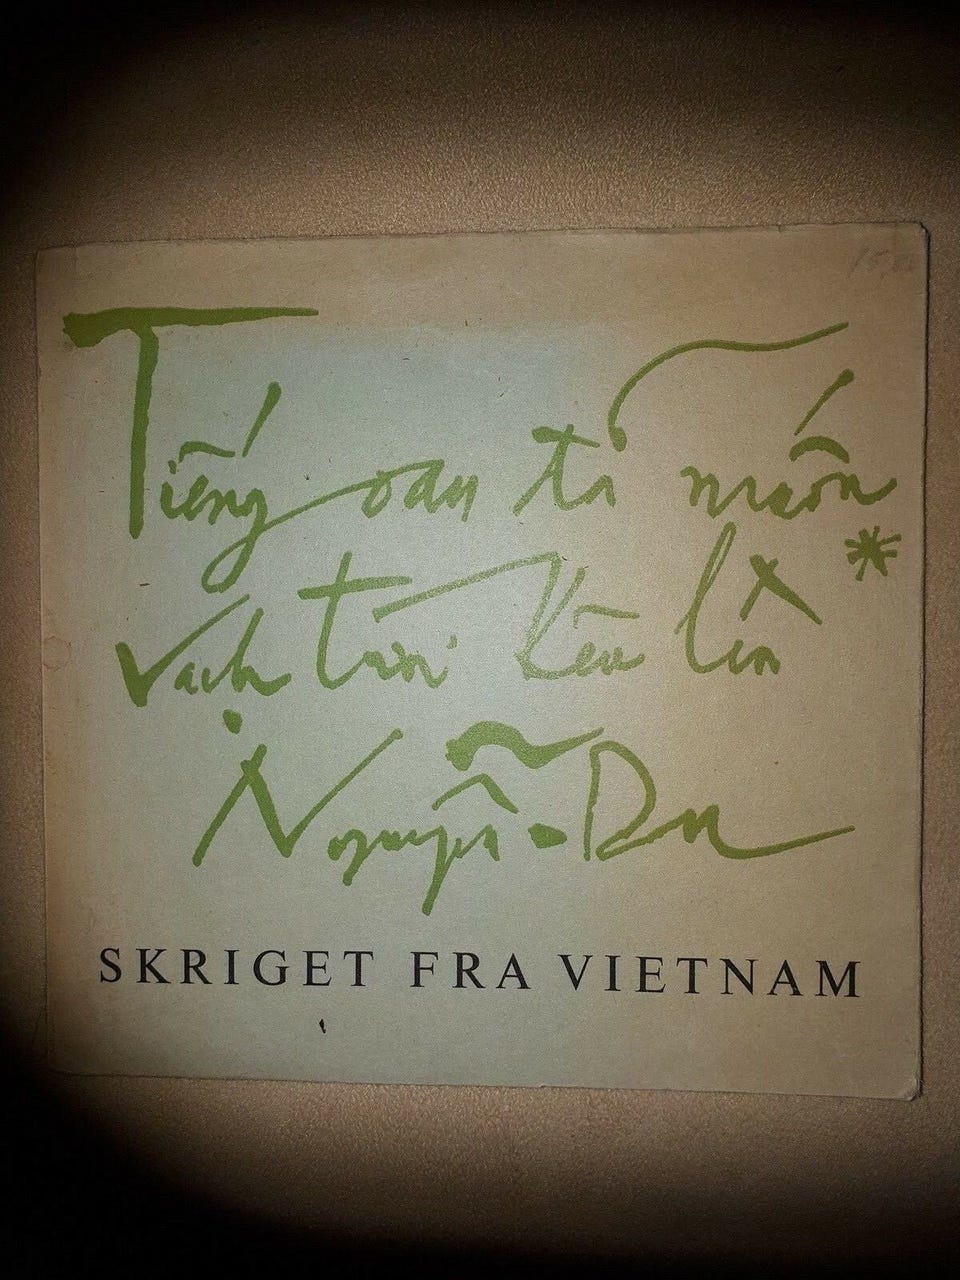 Tiếng oan đã muốn *
Vạch trời kêu lên
Nguyễn-Du
SKRIGET FRA VIETNAM